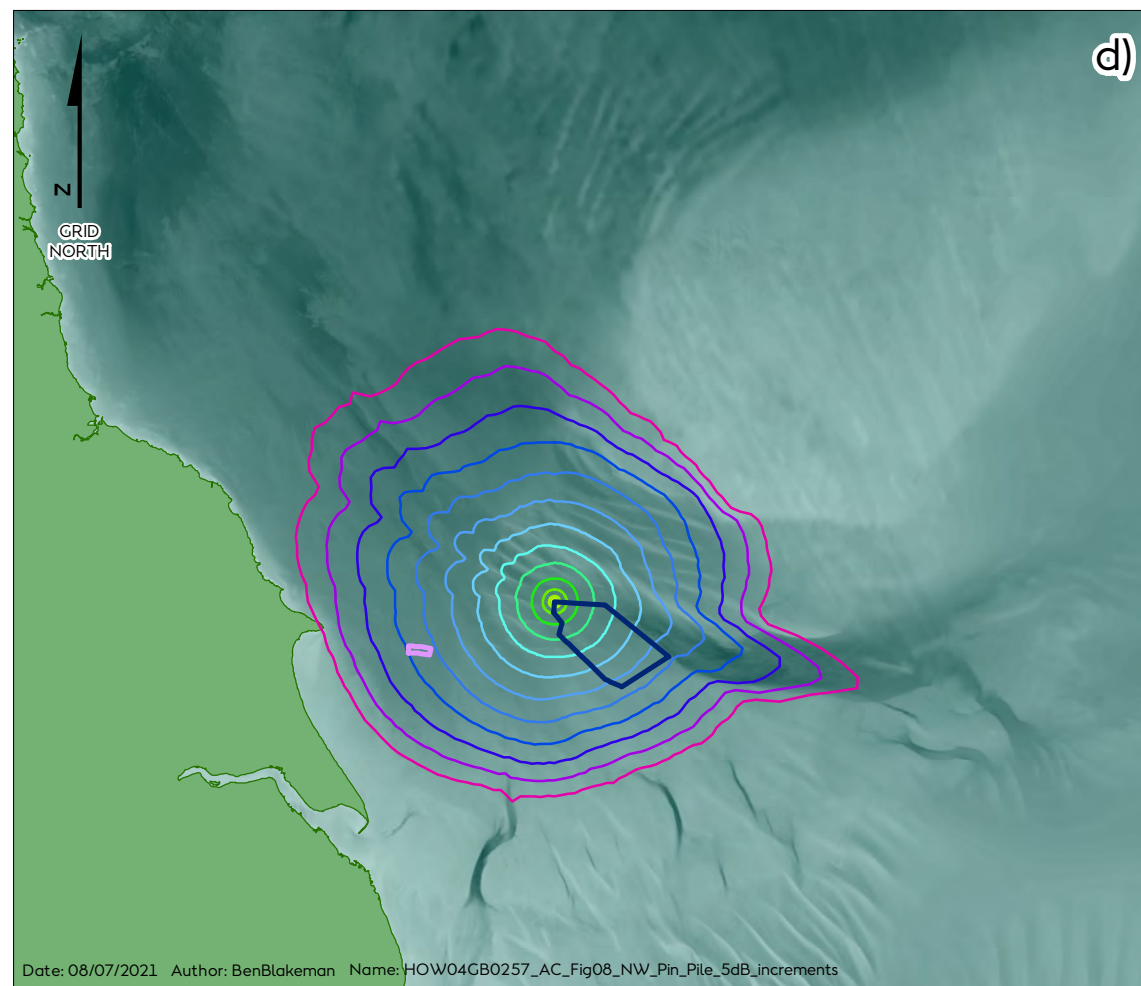 d)
N
GRID
NORTH
Date: 08/07/2021 Author: BenBlakeman Name: HOW04GB0257_AC_Fig08_NW_Pin_Pile_5dB_increments